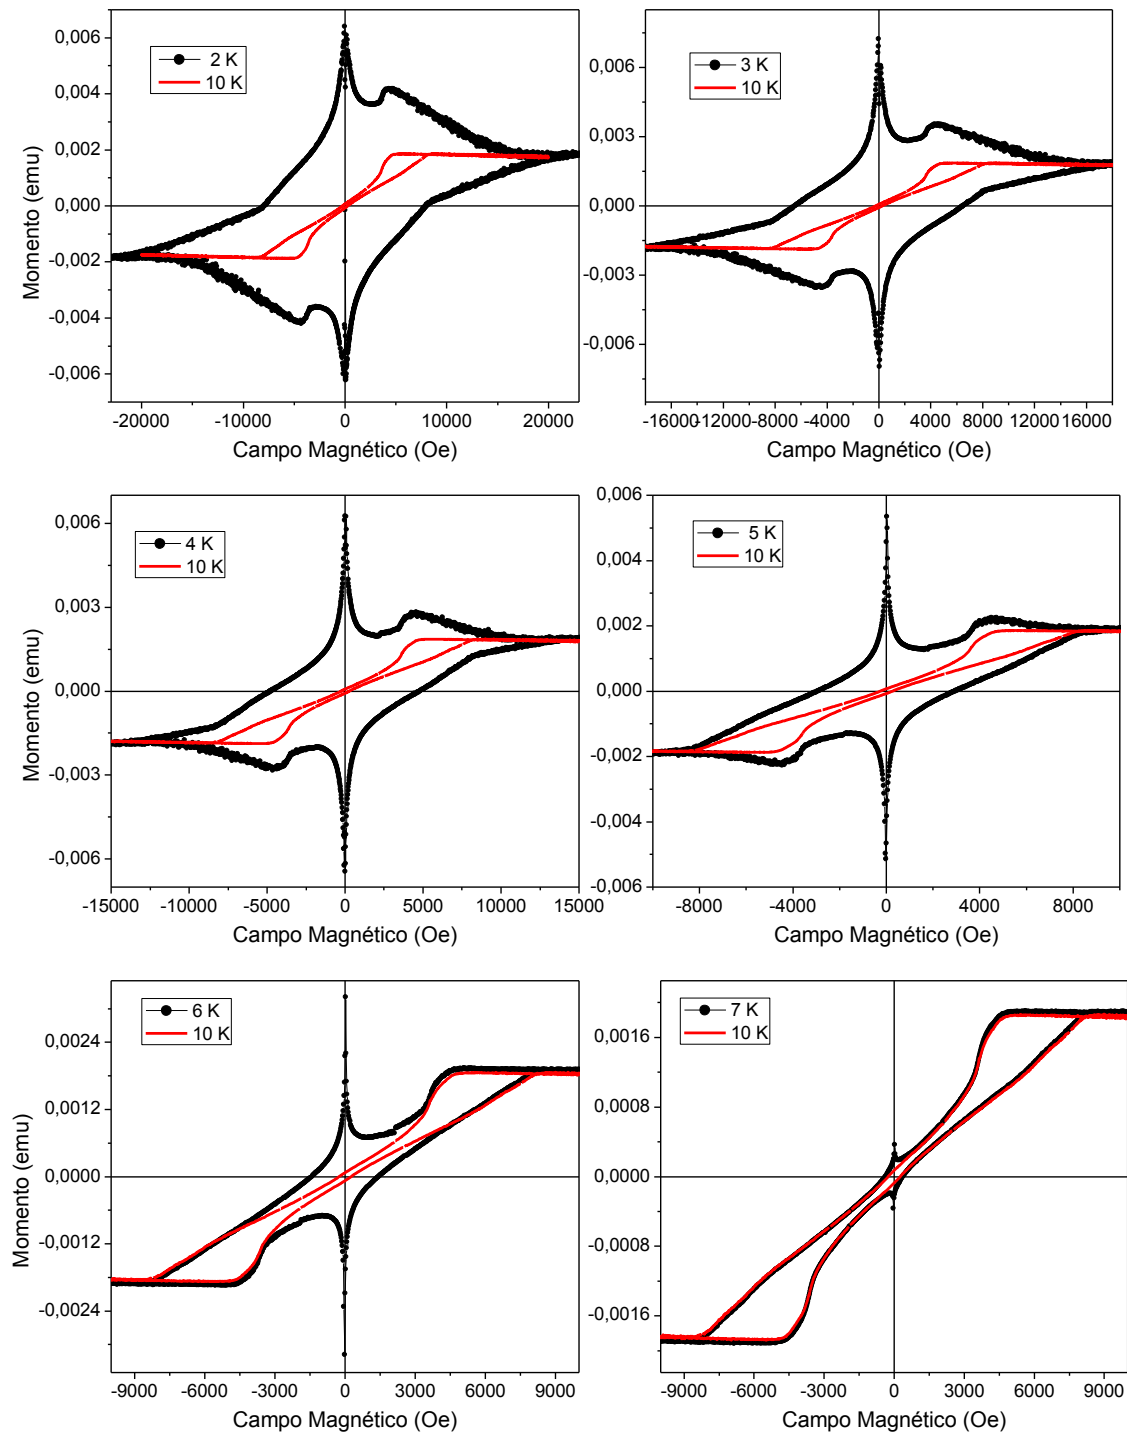 0,006
0,004
0,002
0,000
-0,002
-0,004
-0,006
Momento (emu)
2 K
10 K
-20000 -10000 0 10000 20000
Campo Magnético (Oe)
0,006
0,003
0,000
-0,003
-0,006
3 K
10 K
-16000 -12000 -8000 -4000 0 4000 8000 12000 16000
Campo Magnético (Oe)
0,006
0,003
0,000
-0,003
-0,006
Momento (emu)
4 K
10 K
-15000 -10000 -5000 0 5000 10000 15000
Campo Magnético (Oe)
0,006
0,004
0,002
0,000
-0,002
-0,004
-0,006
5 K
10 K
-8000 -4000 0 4000 8000
Campo Magnético (Oe)
0,0024
0,0012
0,0000
-0,0012
-0,0024
Momento (emu)
6 K
10 K
-9000 -6000 -3000 0 3000 6000 9000
Campo Magnético (Oe)
0,0016
0,0008
0,0000
-0,0008
-0,0016
7 K
10 K
-9000 -6000 -3000 0 3000 6000 9000
Campo Magnético (Oe)